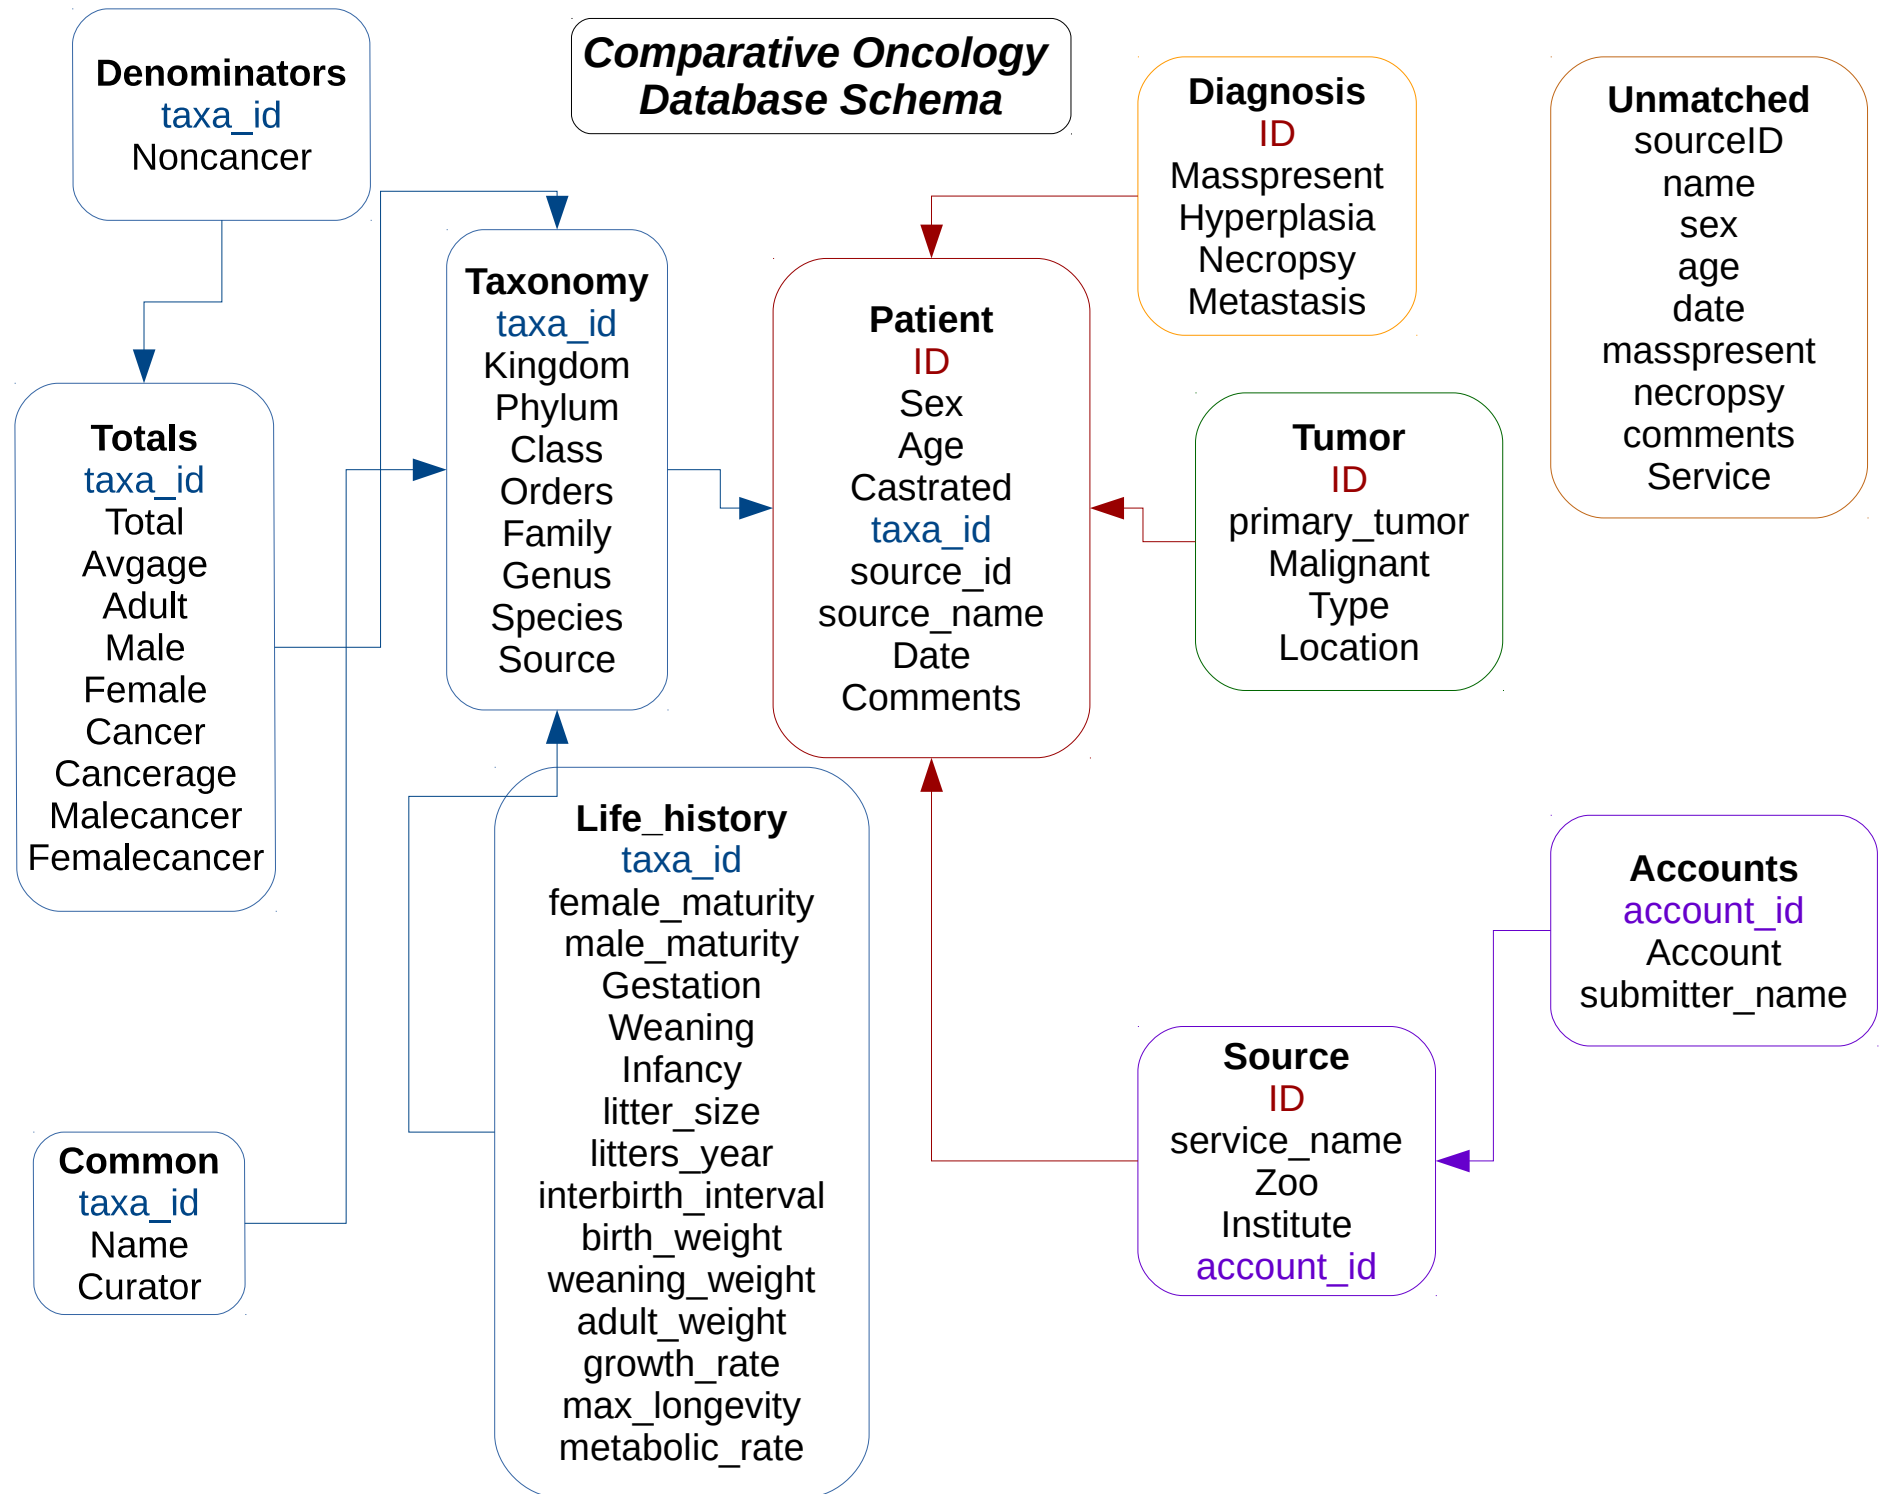 Denominators
taxa_id
Noncancer
Comparative Oncology
Database Schema
Diagnosis
ID
Masspresent
Hyperplasia
Necropsy
Metastasis
Unmatched
sourceID
name
sex
age
date
masspresent
necropsy
comments
Service
Taxonomy
taxa_id
Kingdom
Phylum
Class
Orders
Family
Genus
Species
Source
Patient
ID
Sex
Age
Castrated
taxa_id
source_id
source_name
Date
Comments
Totals
taxa_id
Total
Avgage
Adult
Male
Female
Cancer
Cancerage
Malecancer
Femalecancer
Tumor
ID
primary_tumor
Malignant
Type
Location
Life_history
taxa_id
female_maturity
male_maturity
Gestation
Weaning
Infancy
litter_size
litters_year
interbirth_interval
birth_weight
weaning_weight
adult_weight
growth_rate
max_longevity
metabolic_rate
Accounts
account_id
Account
submitter_name
Source
ID
service_name
Zoo
Institute
account_id
Common
taxa_id
Name
Curator